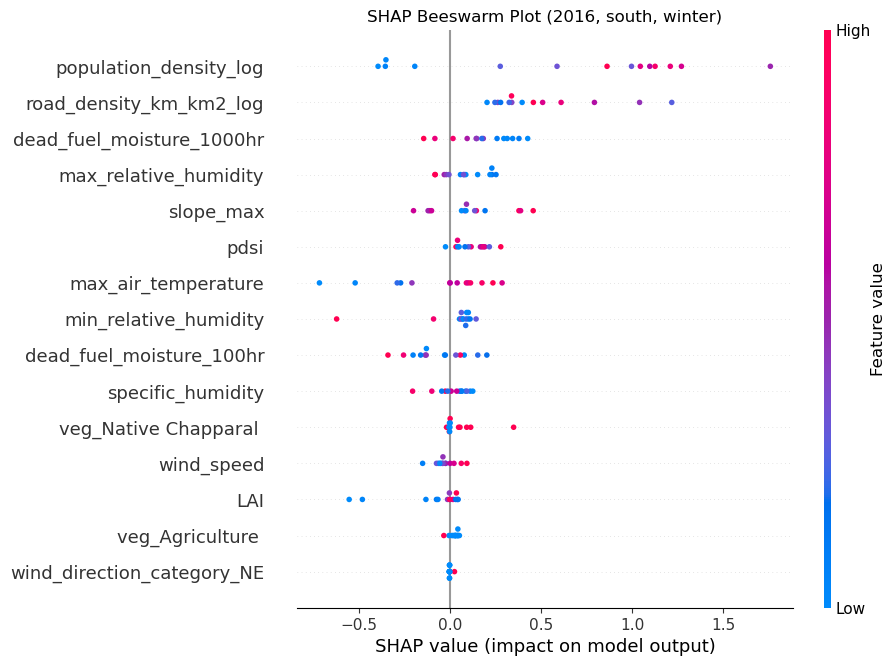 SHAP Beeswarm Plot (2016, south, winter)
High
population_density_log
road_density_km_km2_log
dead_fuel_moisture_1000hr
max_relative_humidity
slope_max
pdsi
max_air_temperature
min_relative_humidity
dead_fuel_moisture_100hr
specific_humidity
veg_Native Chapparal
wind_speed
LAI
veg_Agriculture
wind_direction_category_NE
Feature value
Low
−0.5 0.0 0.5 1.0 1.5
SHAP value (impact on model output)